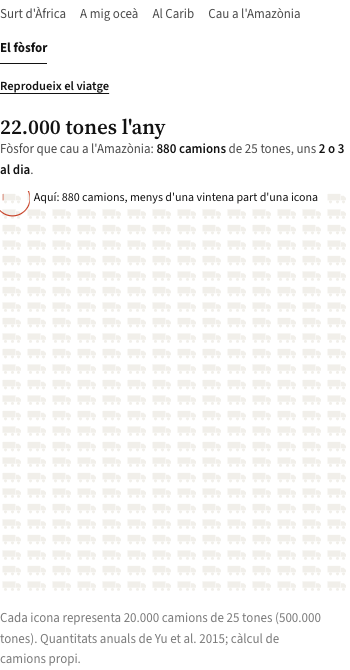 Surt d'Àfrica A mig oceà Al Carib Cau a l'Amazònia
El fòsfor
Reprodueix el viatge
22.000 tones l'any
Fòsfor que cau a l'Amazònia: 880 camions de 25 tones, uns 2 o 3
al dia.
Aquí: 880 camions, menys d'una vintena part d'una icona
Cada icona representa 20.000 camions de 25 tones (500.000
tones). Quantitats anuals de Yu et al. 2015; càlcul de
camions propi.